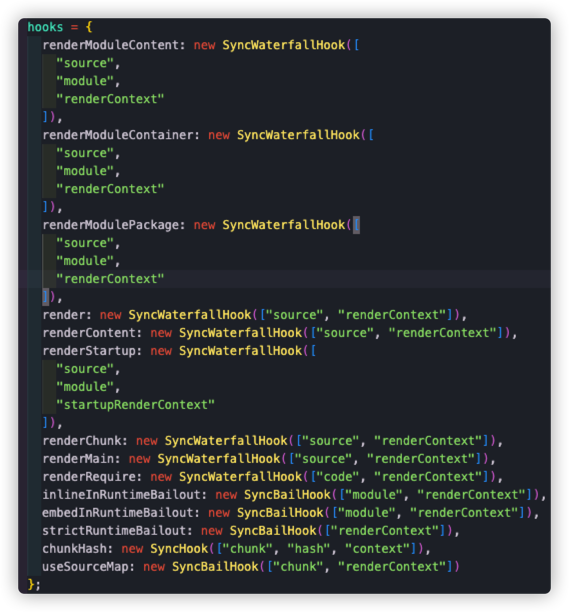 hooks = {
renderModuleContent: new SyncWaterfallHook([
"source",
"module",
"renderContext"
]),
renderModuleContainer: new SyncWaterfallHook([
"source",
"module",
"renderContext"
]),
renderModulePackage: new SyncWaterfallHook([
"source",
"module",
"renderContext"
]),
render: new SyncWaterfallHook(["source", "renderContext"]),
renderContent: new SyncWaterfallHook(["source", "renderContext"]),
renderStartup: new SyncWaterfallHook([
"source",
"module",
"startupRenderContext"
]),
renderChunk: new SyncWaterfallHook(["source", "renderContext"]),
renderMain: new SyncWaterfallHook(["source", "renderContext"]),
renderRequire: new SyncWaterfallHook(["code", "renderContext"]),
inlineInRuntimeBailout: new SyncBailHook(["module", "renderContext"]),
embedInRuntimeBailout: new SyncBailHook(["module", "renderContext"]),
strictRuntimeBailout: new SyncBailHook(["renderContext"]),
chunkHash: new SyncHook(["chunk", "hash", "context"]),
useSourceMap: new SyncBailHook(["chunk", "renderContext"])
};